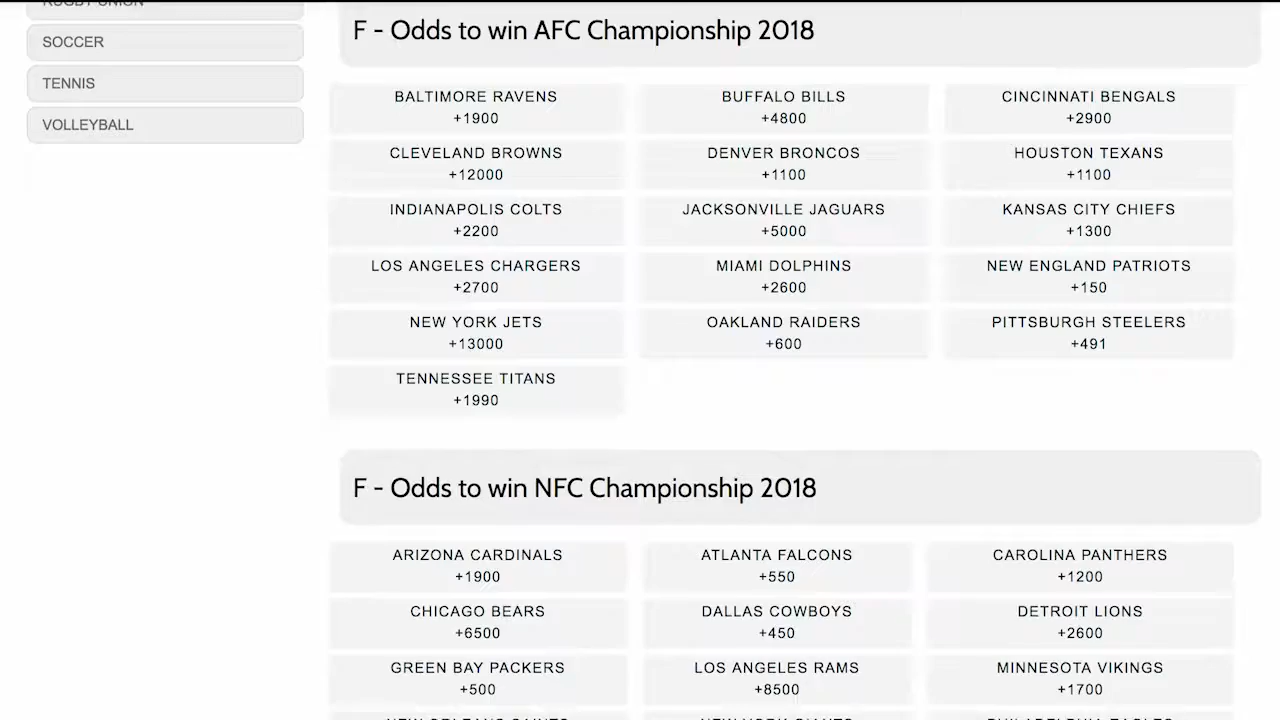 RUGBY UNION
SOCCER
TENNIS
VOLLEYBALL
F - Odds to win AFC Championship 2018
BALTIMORE RAVENS
+1900
BUFFALO BILLS
+4800
CINCINNATI BENGALS
+2900
CLEVELAND BROWNS
+12000
DENVER BRONCOS
+1100
HOUSTON TEXANS
+1100
INDIANAPOLIS COLTS
+2200
JACKSONVILLE JAGUARS
+5000
KANSAS CITY CHIEFS
+1300
LOS ANGELES CHARGERS
+2700
MIAMI DOLPHINS
+2600
NEW ENGLAND PATRIOTS
+150
NEW YORK JETS
+13000
OAKLAND RAIDERS
+600
PITTSBURGH STEELERS
+491
TENNESSEE TITANS
+1990
F - Odds to win NFC Championship 2018
ARIZONA CARDINALS
+1900
ATLANTA FALCONS
+550
CAROLINA PANTHERS
+1200
CHICAGO BEARS
+6500
DALLAS COWBOYS
+450
DETROIT LIONS
+2600
GREEN BAY PACKERS
+500
LOS ANGELES RAMS
+8500
MINNESOTA VIKINGS
+1700